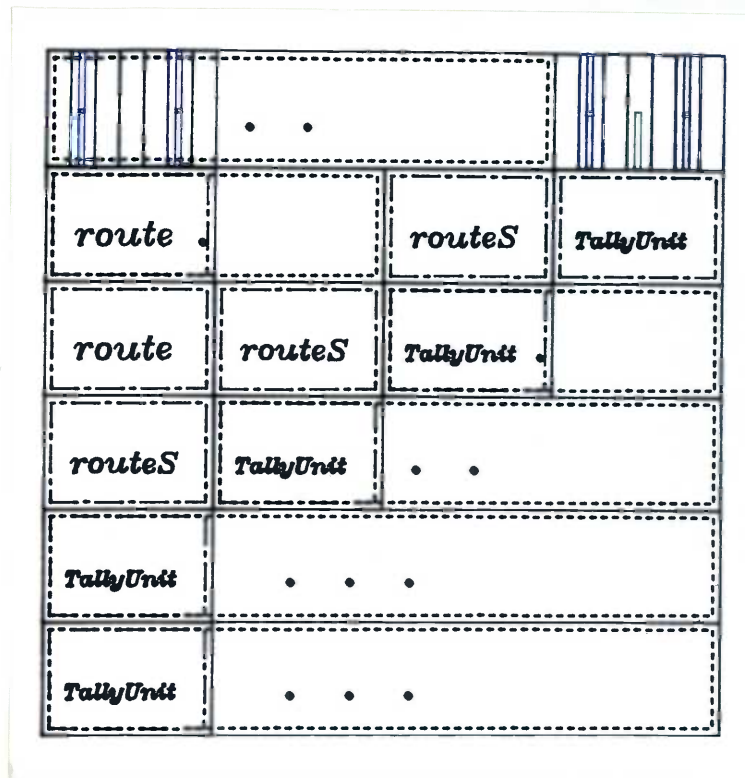 . .
route . routeS TallyUnit
route routeS TallyUnit .
routeS TallyUnit . .
TallyUnit . . .
TallyUnit . . .